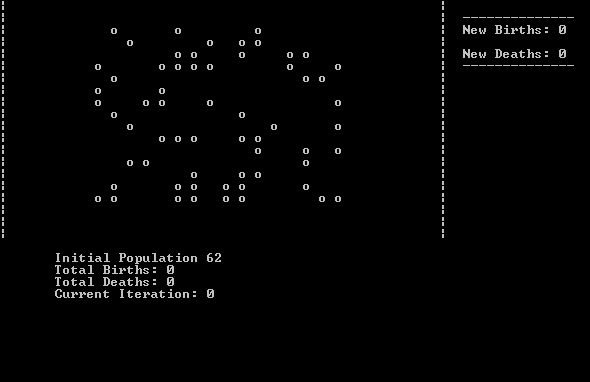 New Births: 0
New Deaths: 0
Initial Population 62
Total Births: 0
Total Deaths: 0
Current Iteration: 0